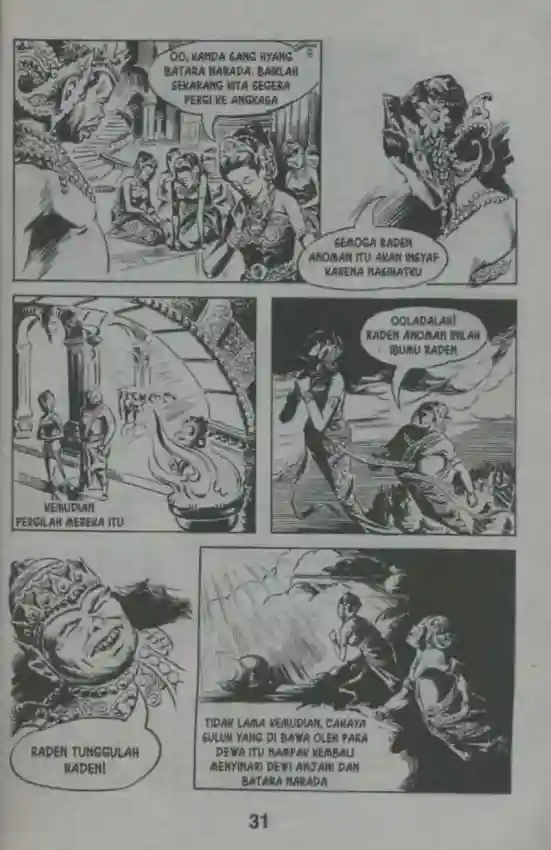 OO, KANDA SANG HYANG
BATARA NARADA. BAIKLAH
SEKARANG KITA SEGERA
PERGI KE ANGKASA
SEMOGA RADEN
ANOMAN ITU AKAN INSYAF
KARENA NASIHATKU
KEMUDIAN
PERGILAH MEREKA ITU
OOLADALAH!
RADEN ANOMAN INILAH
IBUMU RADEN
RADEN TUNGGULAH
RADEN!
TIDAK LAMA KEMUDIAN, CAHAYA
SULUH YANG DI BAWA OLEH PARA
DEWA ITU NAMPAK KEMBALI
MENYINARI DEWI ANJANI DAN
BATARA NARADA
31